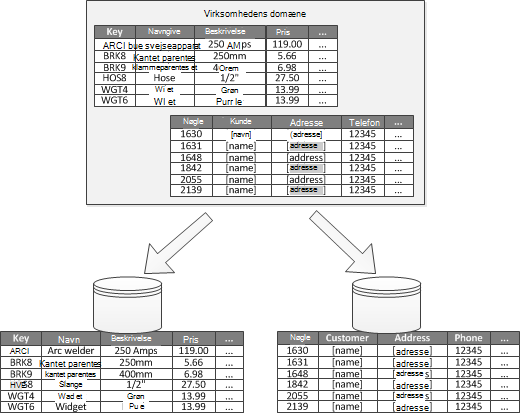 Virksomhedens domæne
Key Navngive Beskrivelse Pris ...
ARCI bue svejseapparat 250 AMps 119.00 ...
BRK8 Kantet parentes 250mm 5.66 ...
BRK9 klammeparentes et 4Orem 6.98 ...
HOS8 Hose 1/2" 27.50 ...
WGT4 Wi et Grøn 13.99 ...
WGT6 WI et Purr le 13.99 ...
Nøgle Kunde Adresse Telefon ...
1630 [navn] (adresse] 12345 ...
1631 [name] [adresse 12345 ...
1648 [name] address] 12345 ...
1842 [name] [adresse 12345 ...
2055 [name] address] 12345 ...
2139 [name] [adresse 12345 ...
Key Navn Beskrivelse Pris ...
ARCI Arc welder 250 Amps 119.00 ...
BRK8 Kantet parentes 250mm 5.66 ...
BRK9 kantet parentes 400mm 6.98 ...
Slange 1/2" 27.50 ...
WGT4 Wad et Grøn 13.99 ...
WGT6 Widget Pu e 13.99 ...
Nøgle Customer Address Phone ...
1630 [name] [adresse] 12345 ...
1631 [name] [adresse] 12345 ...
1648 [name] [adresse s] 12345 ...
1842 [name] [adresse] 12345 ...
2055 [name] [adresse s] 12345 ...
2139 [name] [adresse] 12345 ...